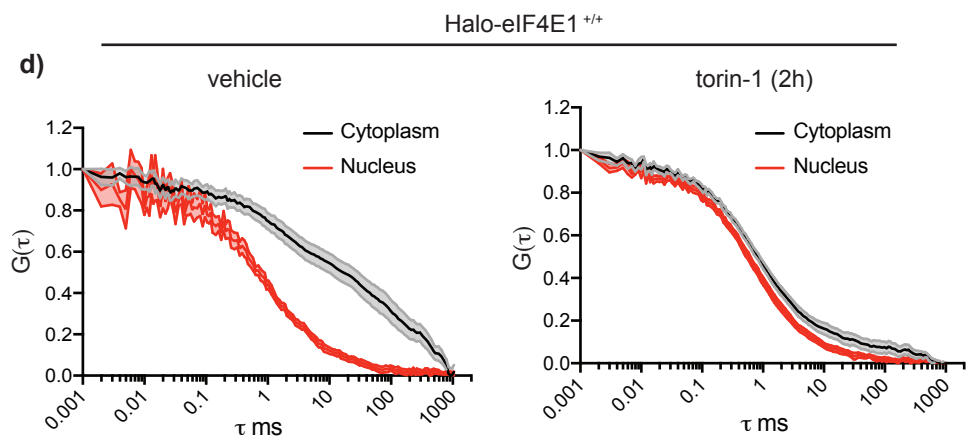 Halo-eIF4E1 +/+
d)
vehicle
torin-1 (2h)
1.2
1.0
0.8
0.6
0.4
0.2
0.0
G(τ)
Cytoplasm
Nucleus
0.001
0.01
0.1
1
10
100
1000
τ ms
1.2
1.0
0.8
0.6
0.4
0.2
0.0
G(τ)
Cytoplasm
Nucleus
0.001
0.01
0.1
1
10
100
1000
τ ms